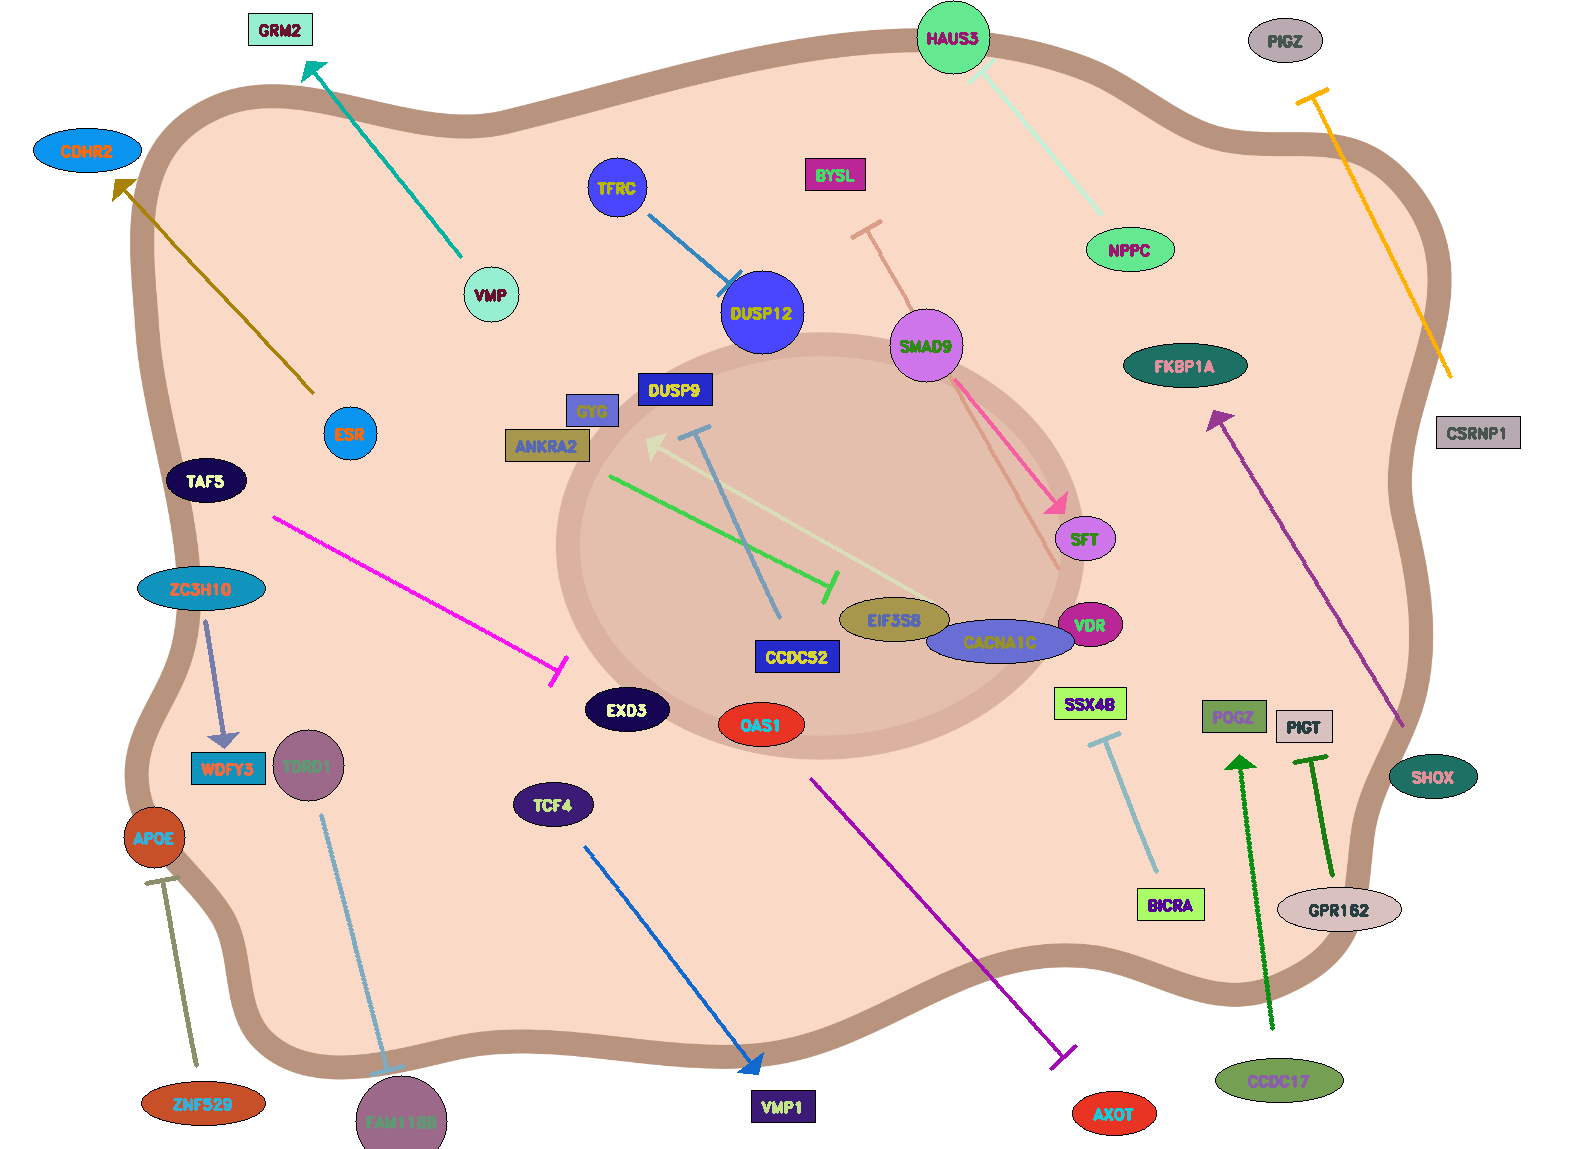 GRM2
HAUS3
PIGZ
CDHR2
TFRC
BYSL
NPPC
VMP
DUSP12
SMAD9
FKBP1A
DUSP9
GYG
ESR
ANKRA2
CSRNP1
TAF5
SFT
ZC3H10
EIF3S8
VDR
CACNA1C
CCDC52
SSX4B
EXD3
OAS1
POGZ
PIGT
WDFY3
TDRD1
SHOX
TCF4
APOE
BICRA
GPR162
CCDC17
ZNF529
VMP1
AXOT